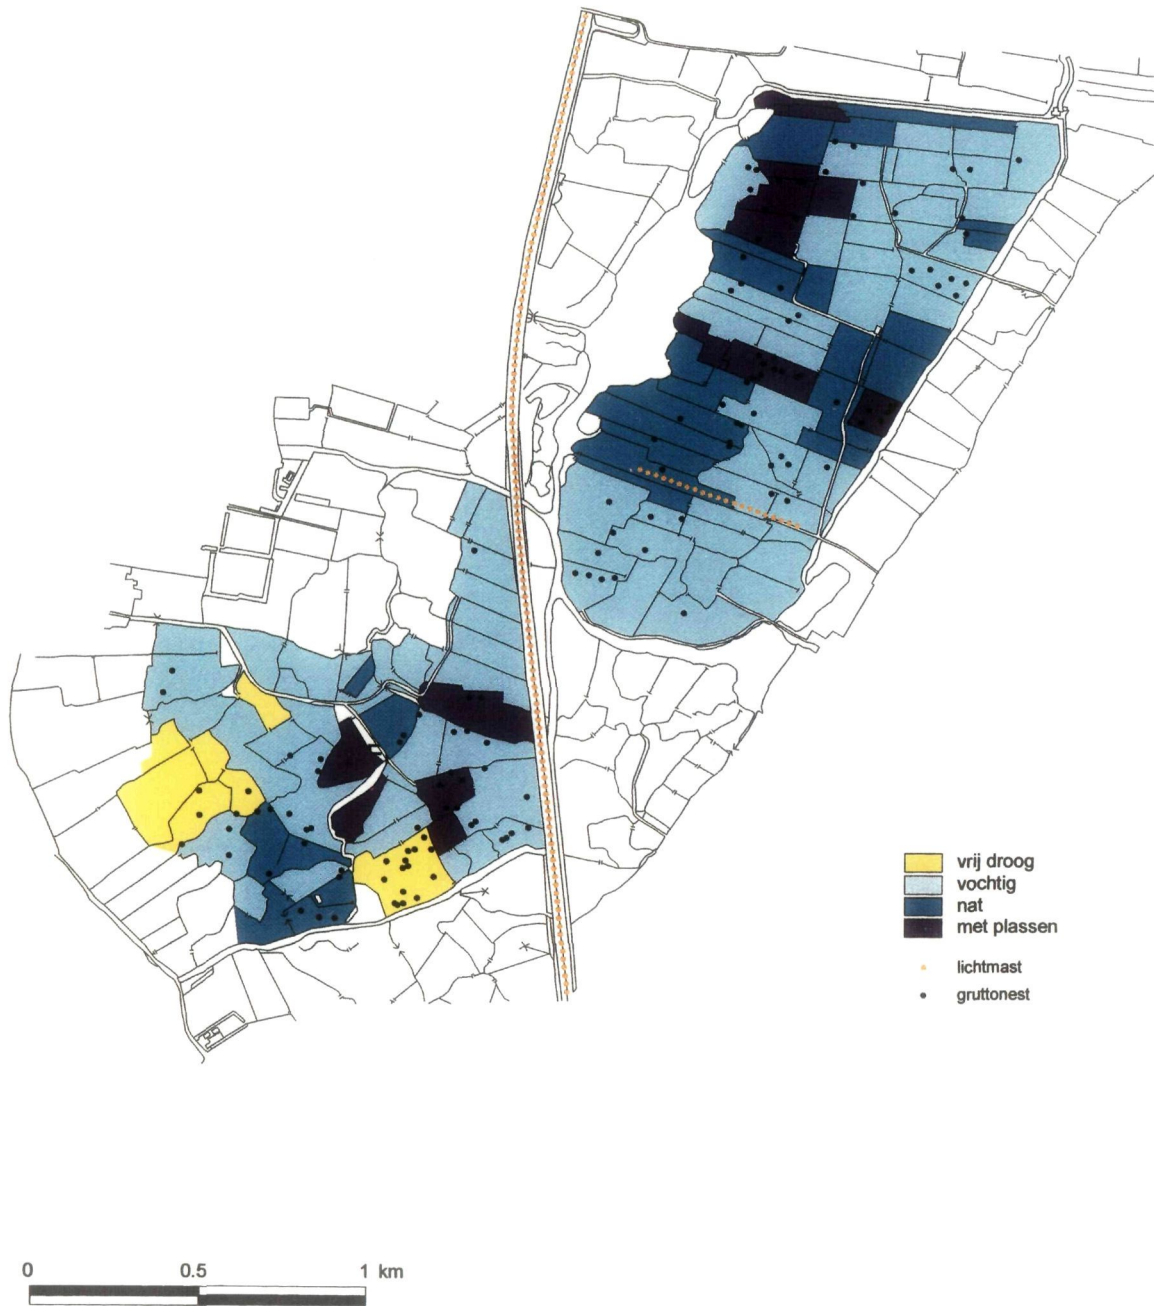 vrij droog
vochtig
nat
met plassen
lichtmast
gruttonest
0 0.5 1 km